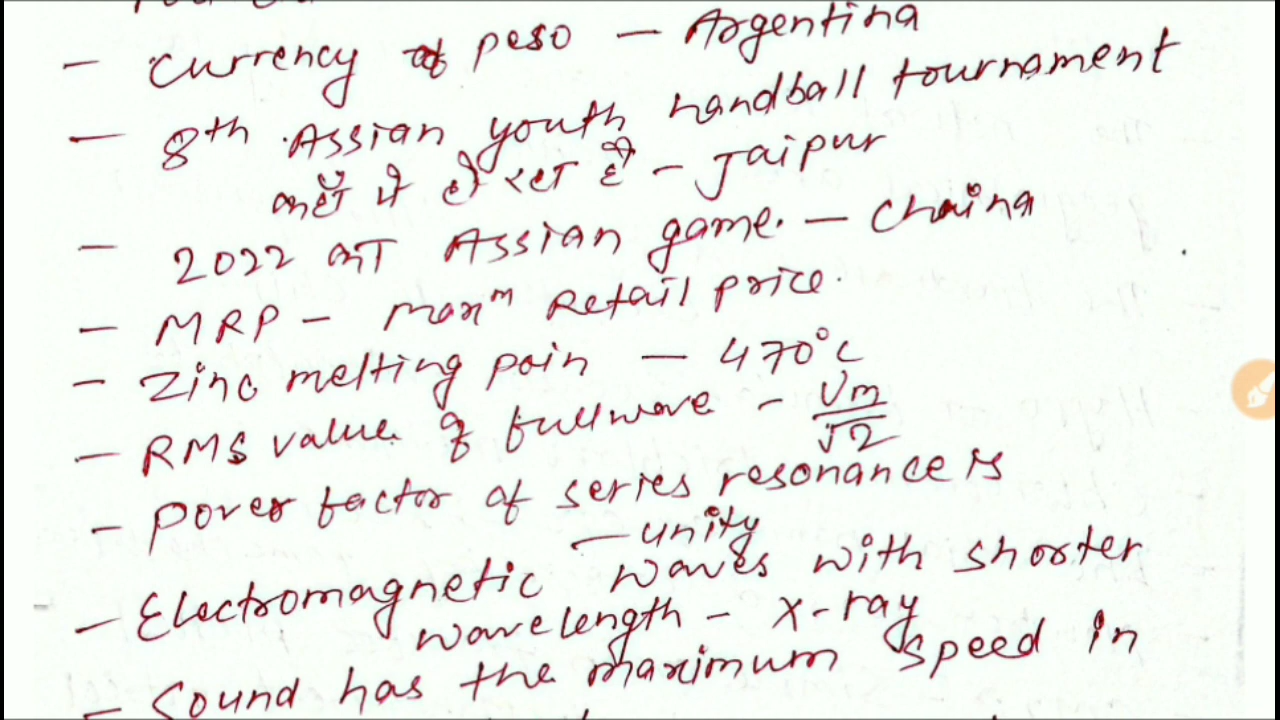 - Currency of peso - Argentina
- 8th Assian youth handball tournament
कहाँ पे हो रहा है - Jaipur
- 2022 का Assian game. - Chaina
- MRP - Maxm Retail price.
- Zinc melting poin - 470°C
- RMS value of fullwave - Vm/√2
- Power factor of series resonance is
- unity
- Electromagnetic waves with shorter
wavelength - X-ray
- Sound has the maximum speed in